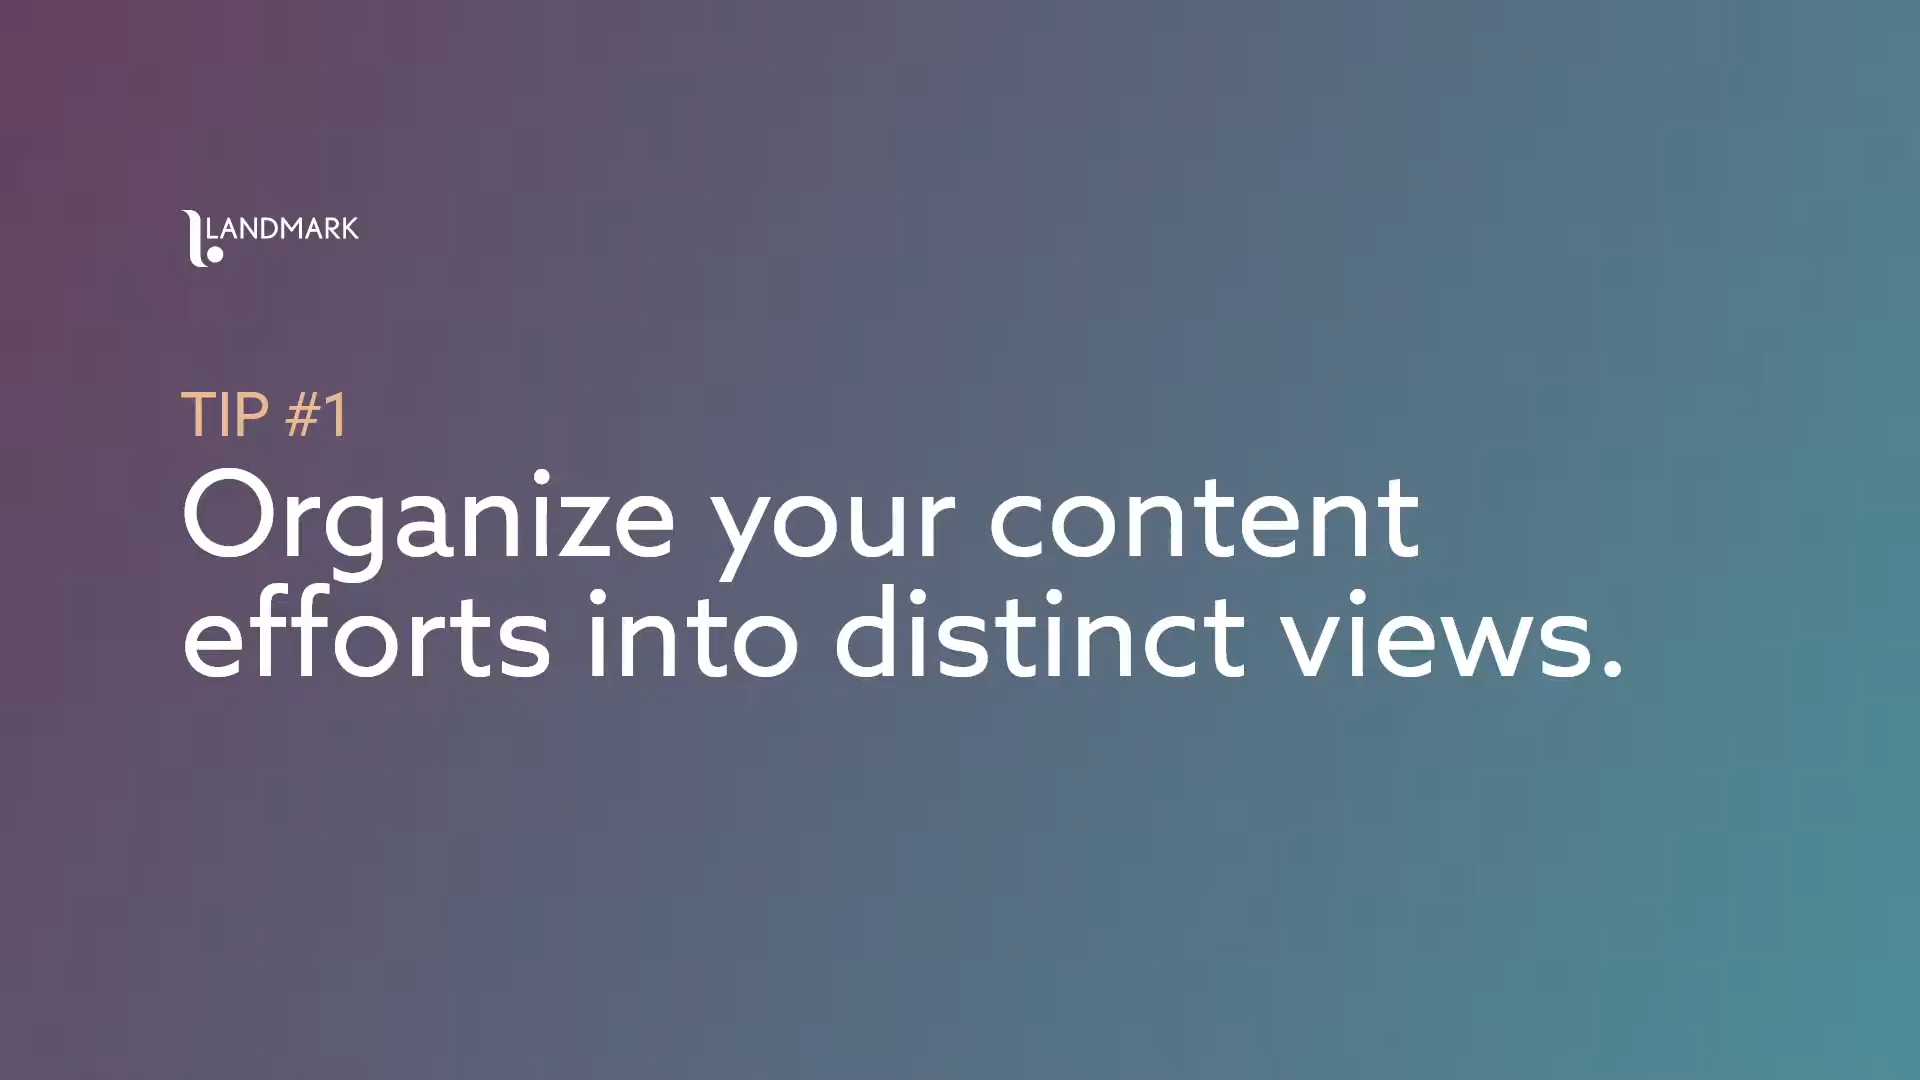 LANDMARK
TIP #1
Organize your content
efforts into distinct views.